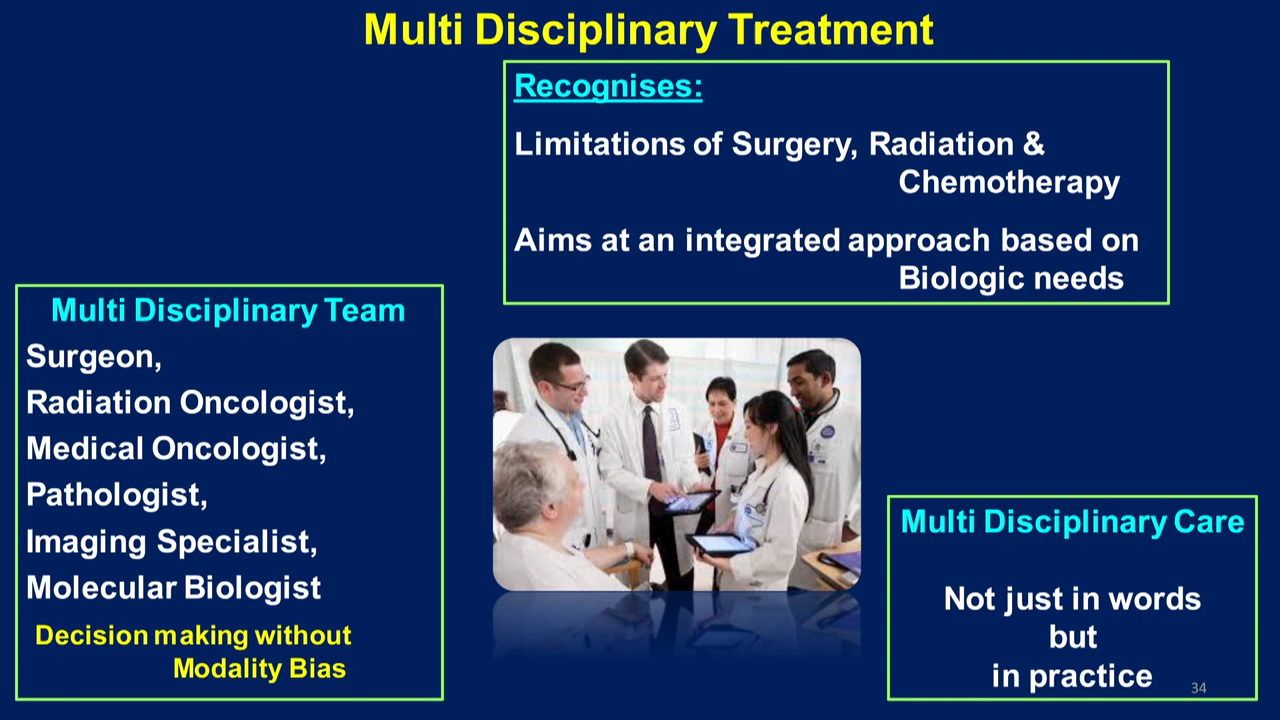 Multi Disciplinary Treatment
Recognises:
Limitations of Surgery, Radiation &
Chemotherapy
Aims at an integrated approach based on
Biologic needs
Multi Disciplinary Team
Surgeon,
Radiation Oncologist,
Medical Oncologist,
Pathologist,
Imaging Specialist,
Molecular Biologist
Decision making without
Modality Bias
Multi Disciplinary Care
Not just in words
but
in practice
34